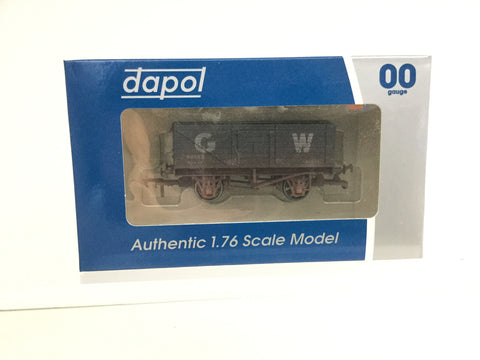 dapol
00
gauge
G W
Authentic 1.76 Scale Model